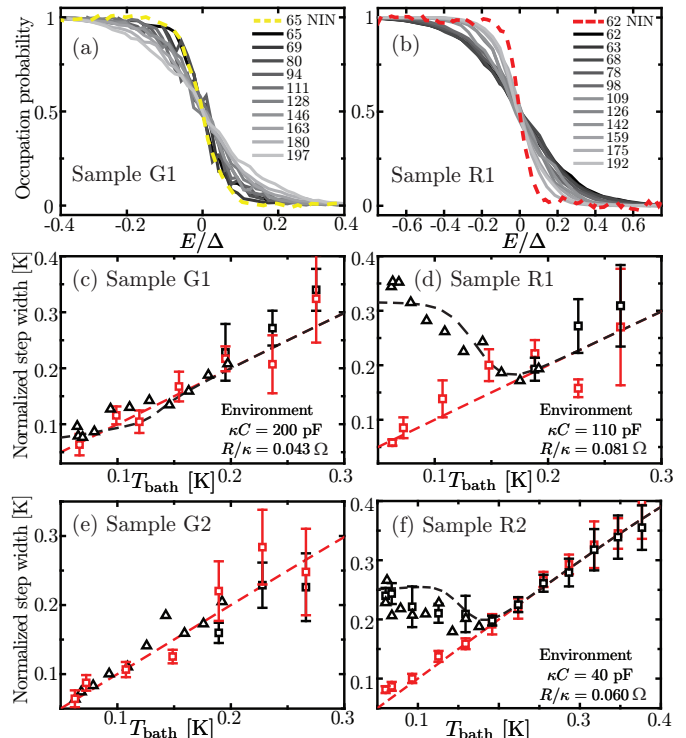 Occupation probability
1
0.5
0
(a)
Sample G1
65 NIN
65
69
80
94
111
128
146
163
180
197
-0.4 -0.2 0 0.2 0.4
E/Δ
1
0.5
0
(b)
Sample R1
62 NIN
62
63
68
78
98
109
126
142
159
175
192
-0.6 -0.4 -0.2 0 0.2 0.4 0.6
E/Δ
Normalized step width [K]
(c) Sample G1
0.4
0.3
0.2
0.1
Environment
κC = 200 pF
R/κ = 0.043 Ω
0.1 0.2 0.3
T_bath [K]
(d) Sample R1
0.4
0.3
0.2
0.1
Environment
κC = 110 pF
R/κ = 0.081 Ω
0.1 0.2 0.3
T_bath [K]
Normalized step width [K]
(e) Sample G2
0.3
0.2
0.1
0.1 0.2 0.3
T_bath [K]
(f) Sample R2
0.4
0.3
0.2
0.1
Environment
κC = 40 pF
R/κ = 0.060 Ω
0.1 0.2 0.3 0.4
T_bath [K]